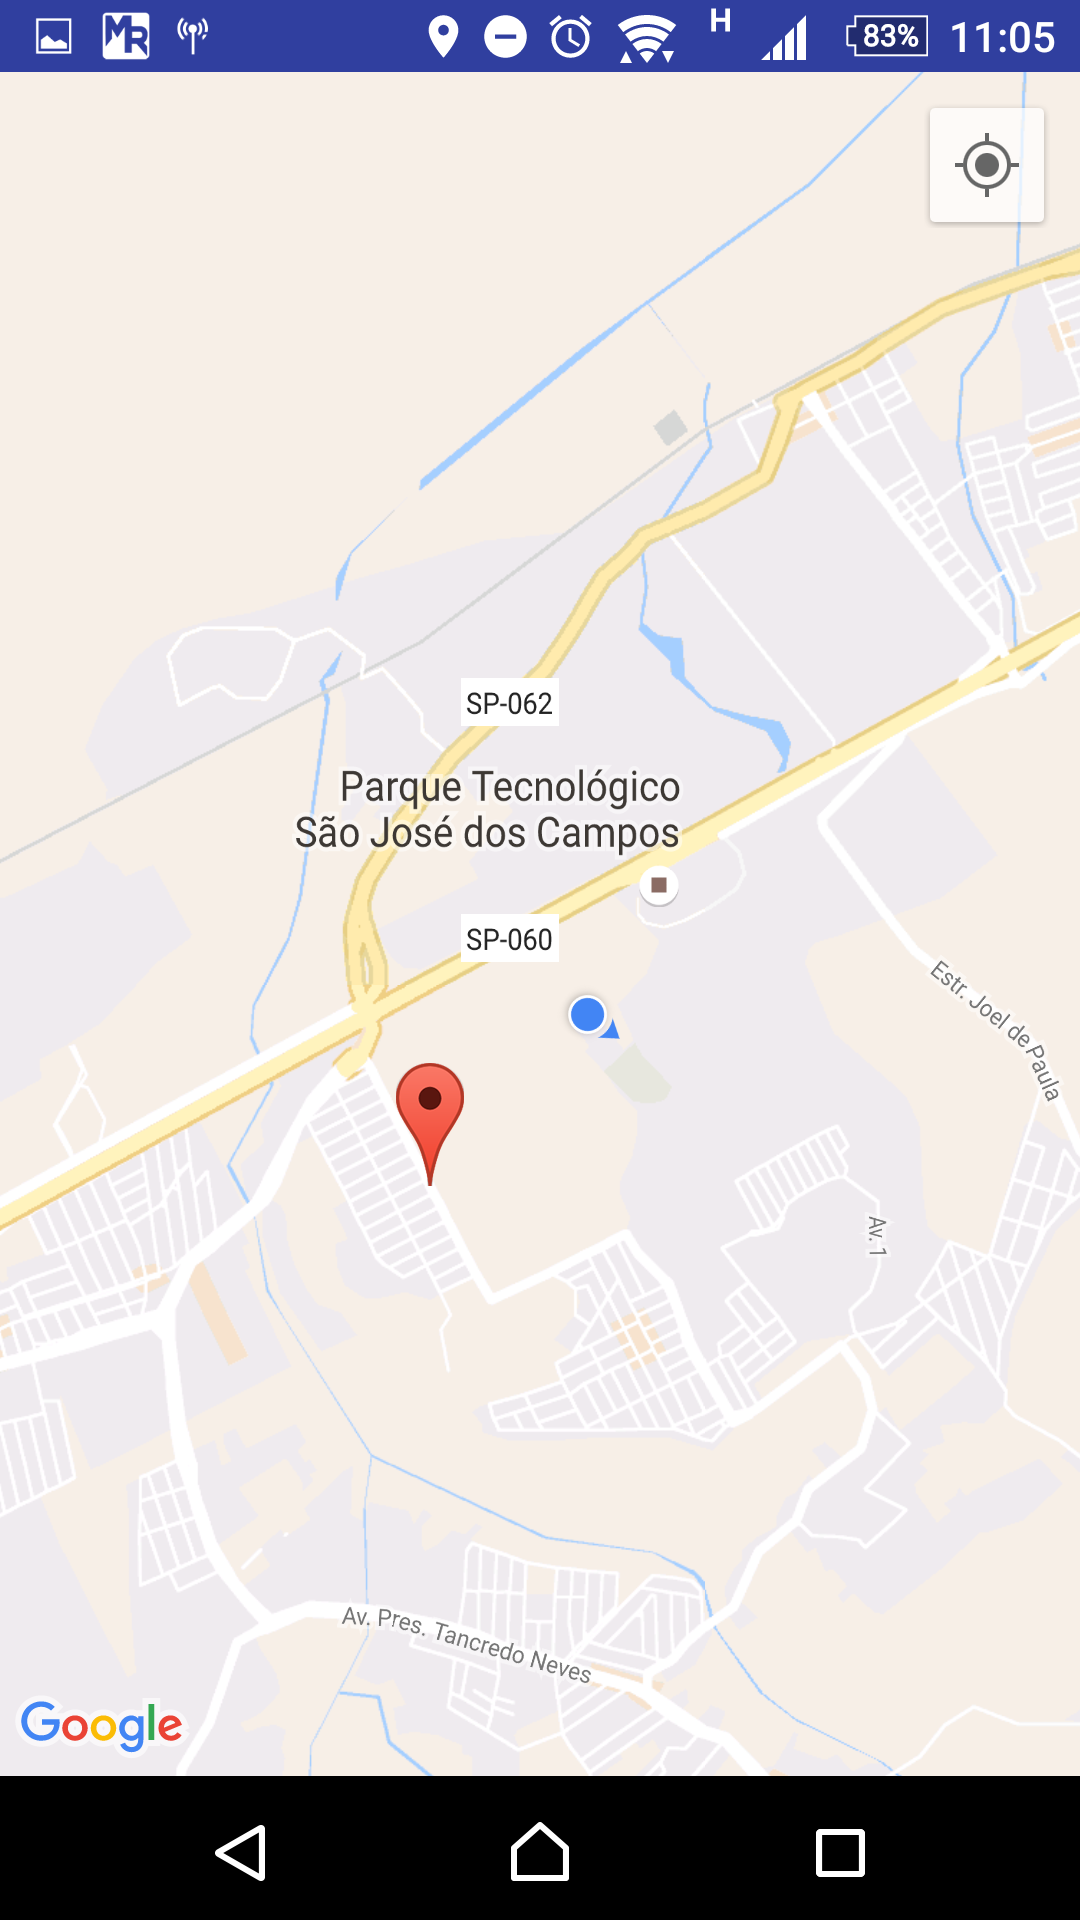 MR
H
83%
11:05
SP-062
Parque Tecnológico
São José dos Campos
SP-060
Estr. Joel de Paula
Av. 1
Av. Pres. Tancredo Neves
Google